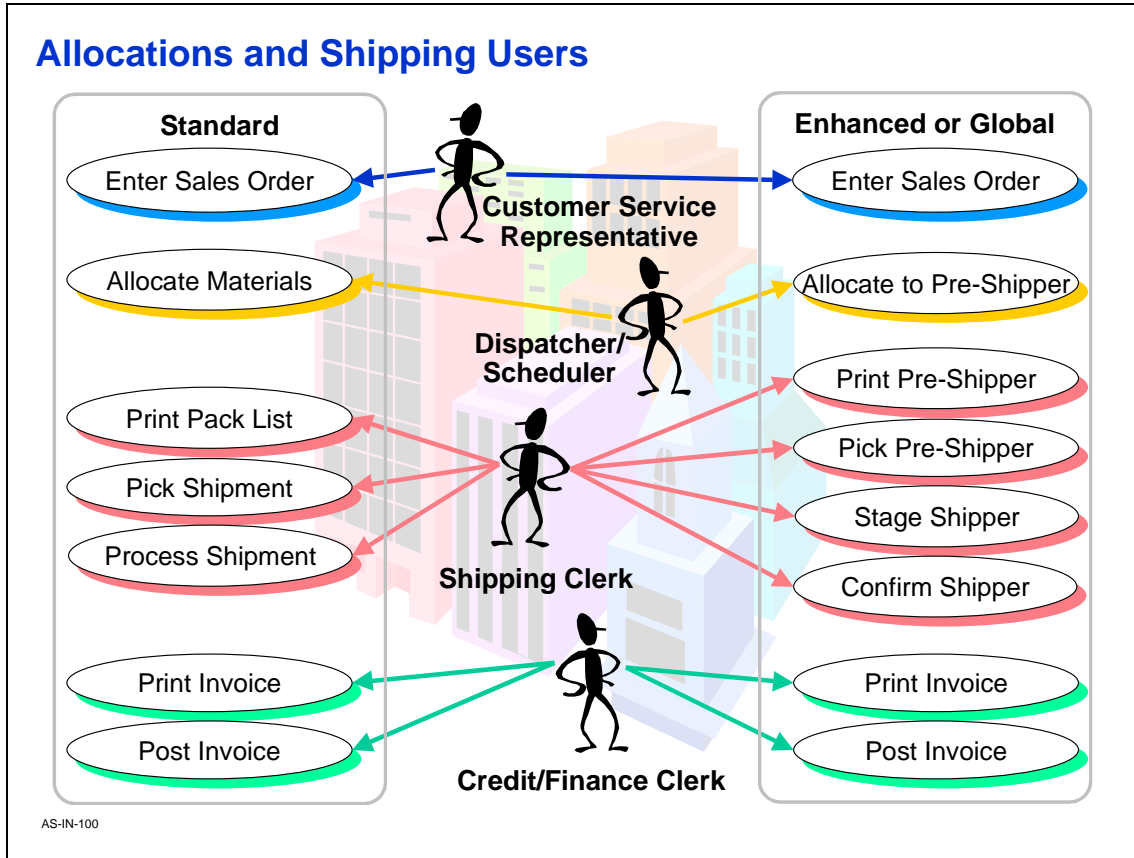 Allocations and Shipping Users
Standard
Enter Sales Order
Allocate Materials
Print Pack List
Pick Shipment
Process Shipment
Print Invoice
Post Invoice
Customer Service
Representative
Dispatcher/
Scheduler
Shipping Clerk
Credit/Finance Clerk
Enhanced or Global
Enter Sales Order
Allocate to Pre-Shipper
Print Pre-Shipper
Pick Pre-Shipper
Stage Shipper
Confirm Shipper
Print Invoice
Post Invoice
AS-IN-100